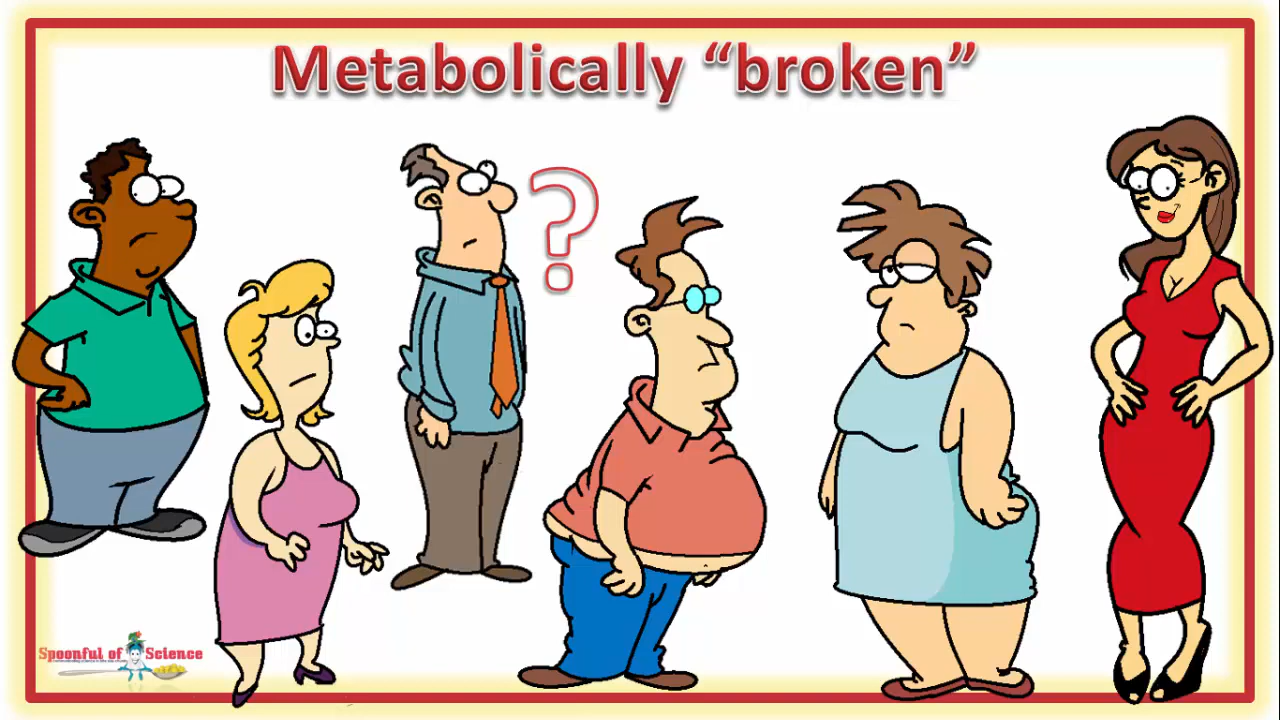 Metabolically “broken”
?
Spoonful of Science